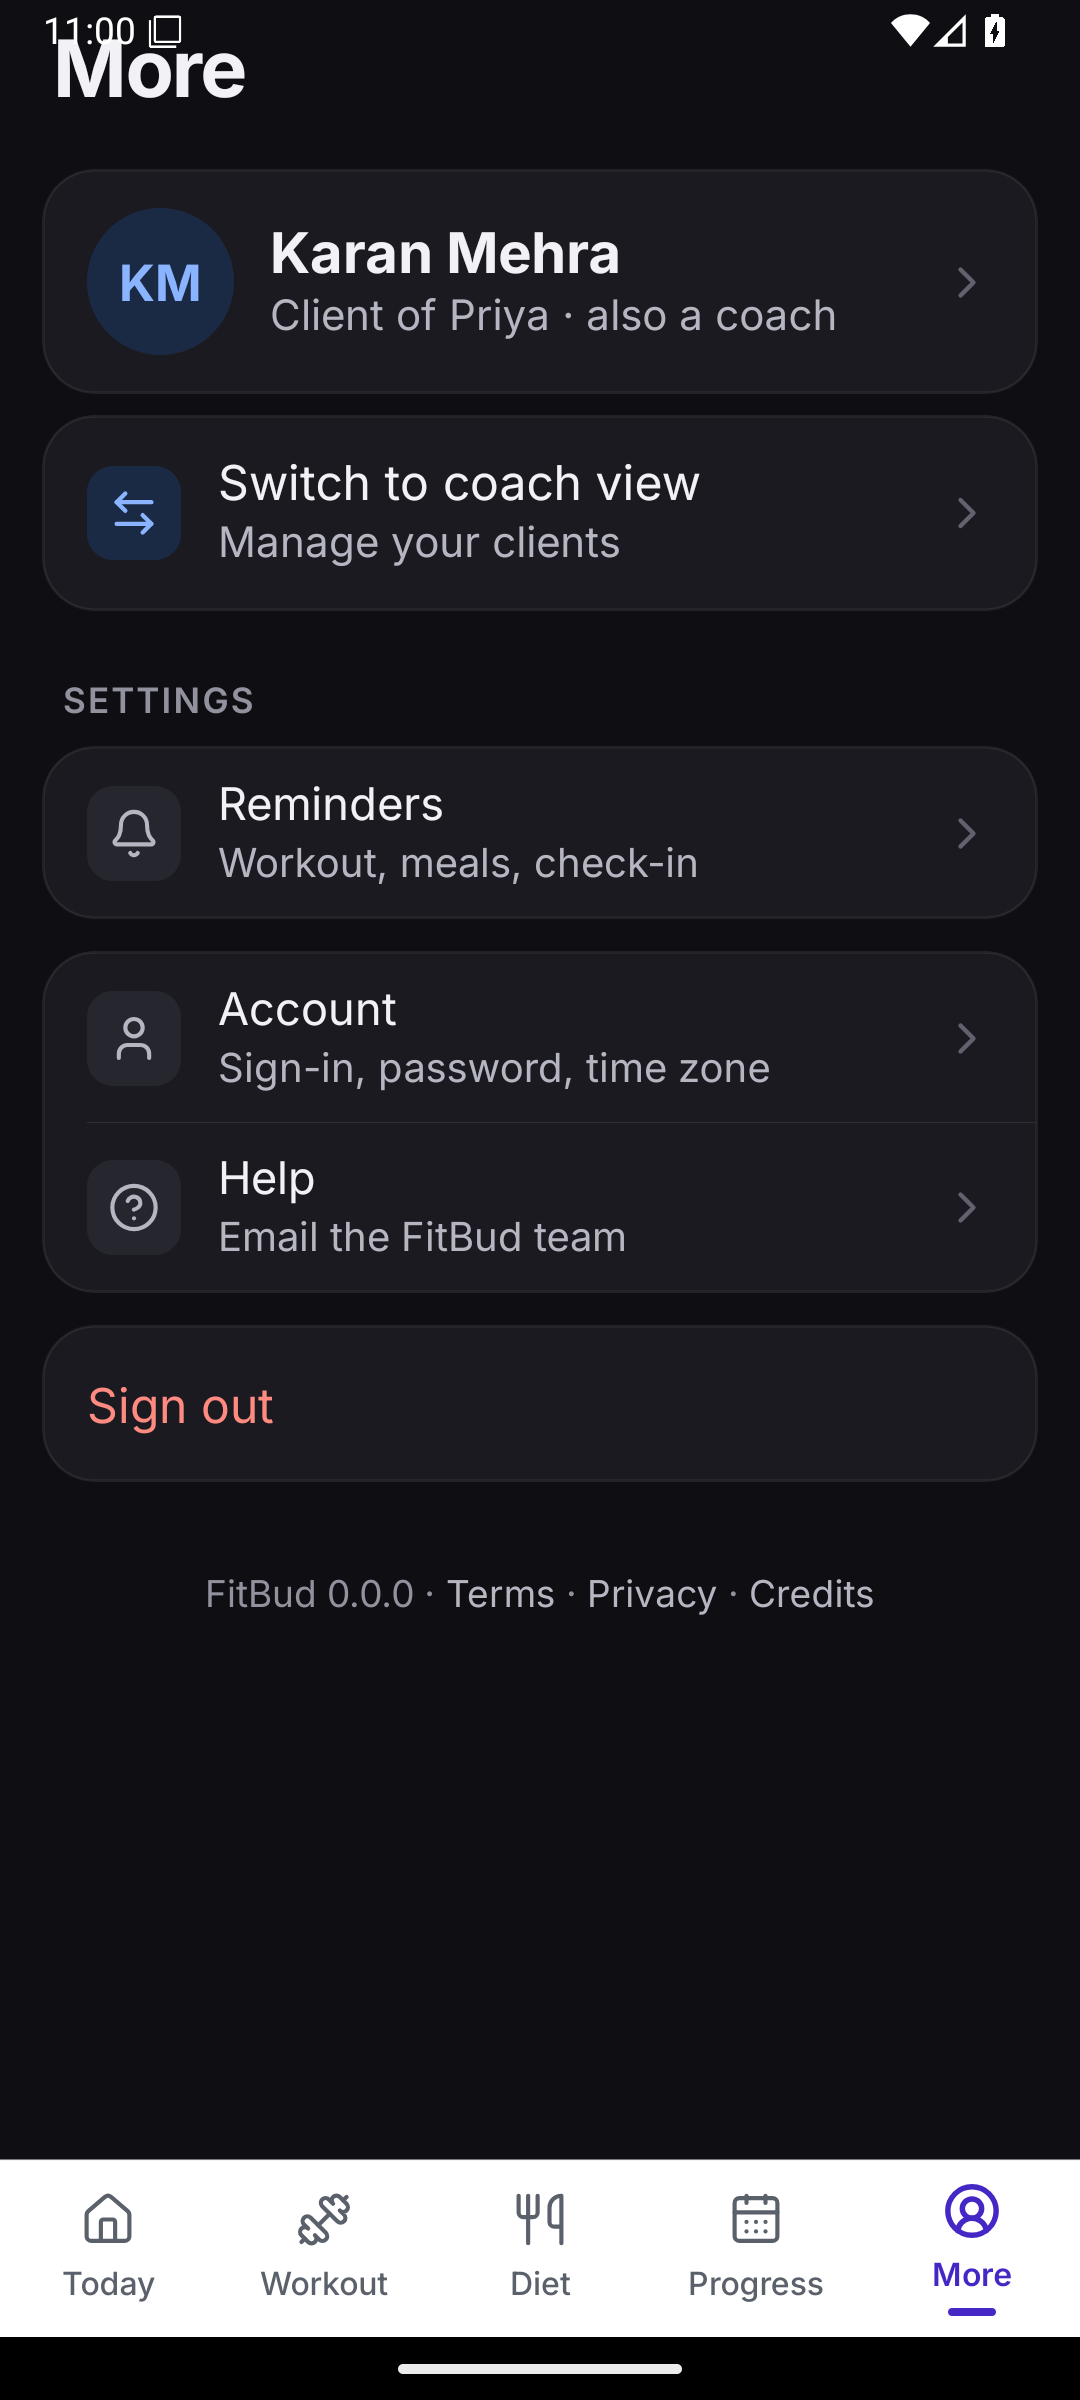 11:00
More
KM
Karan Mehra
Client of Priya · also a coach
Switch to coach view
Manage your clients
SETTINGS
Reminders
Workout, meals, check-in
Account
Sign-in, password, time zone
Help
Email the FitBud team
Sign out
FitBud 0.0.0 · Terms · Privacy · Credits
Today
Workout
Diet
Progress
More